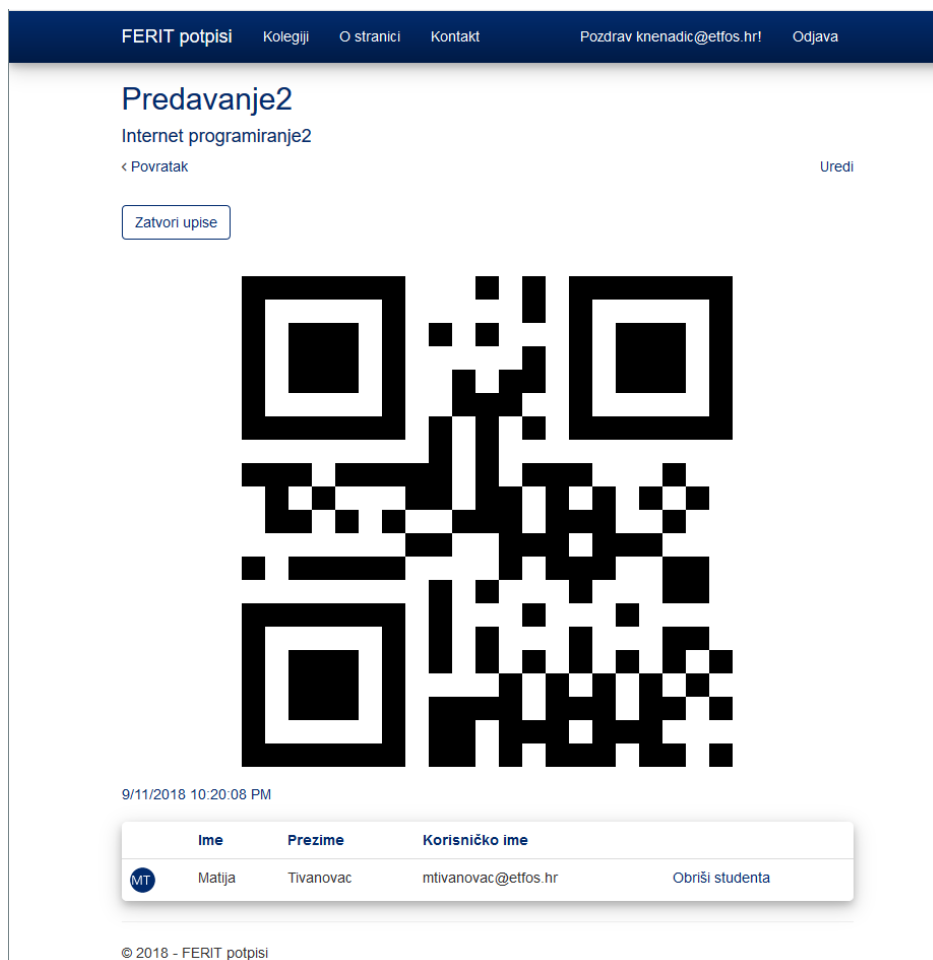 FERIT potpisi Kolegiji O stranici Kontakt Pozdrav knenadic@etfos.hr! Odjava
Predavanje2
Internet programiranje2
‹ Povratak Uredi
Zatvori upise
9/11/2018 10:20:08 PM
Ime Prezime Korisničko ime
MT Matija Tivanovac mtivanovac@etfos.hr Obriši studenta
© 2018 - FERIT potpisi